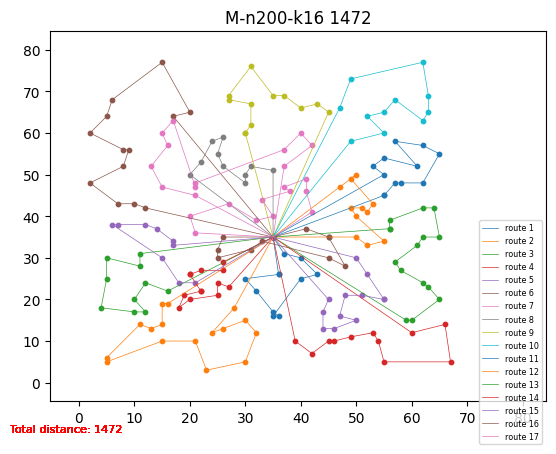 M-n200-k16 1472
80
70
60
50
40
30
20
10
0
0
10
20
30
40
50
60
70
80
route 1
route 2
route 3
route 4
route 5
route 6
route 7
route 8
route 9
route 10
route 11
route 12
route 13
route 14
route 15
route 16
route 17
Total distance: 1472